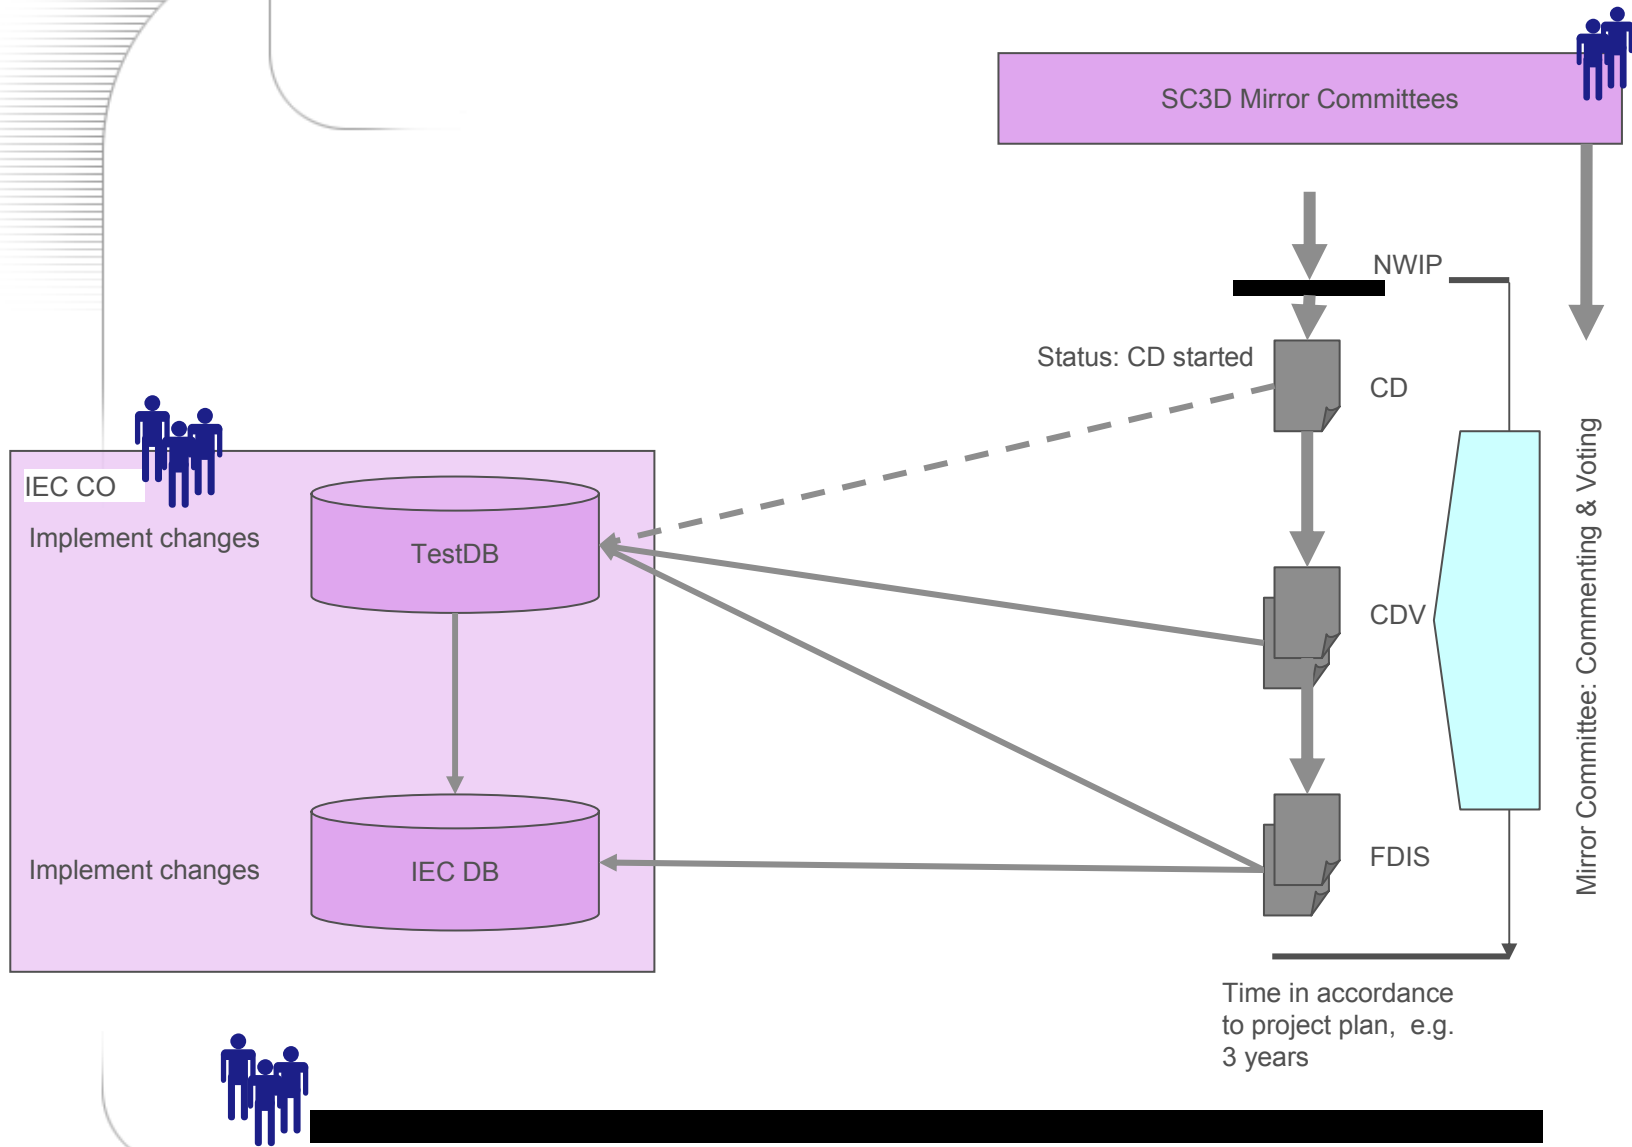 SC3D Mirror Committees
NWIP
Status: CD started
CD
IEC CO
Implement changes
TestDB
CDV
Mirror Committee: Commenting & Voting
Implement changes
IEC DB
FDIS
Time in accordance
to project plan, e.g.
3 years